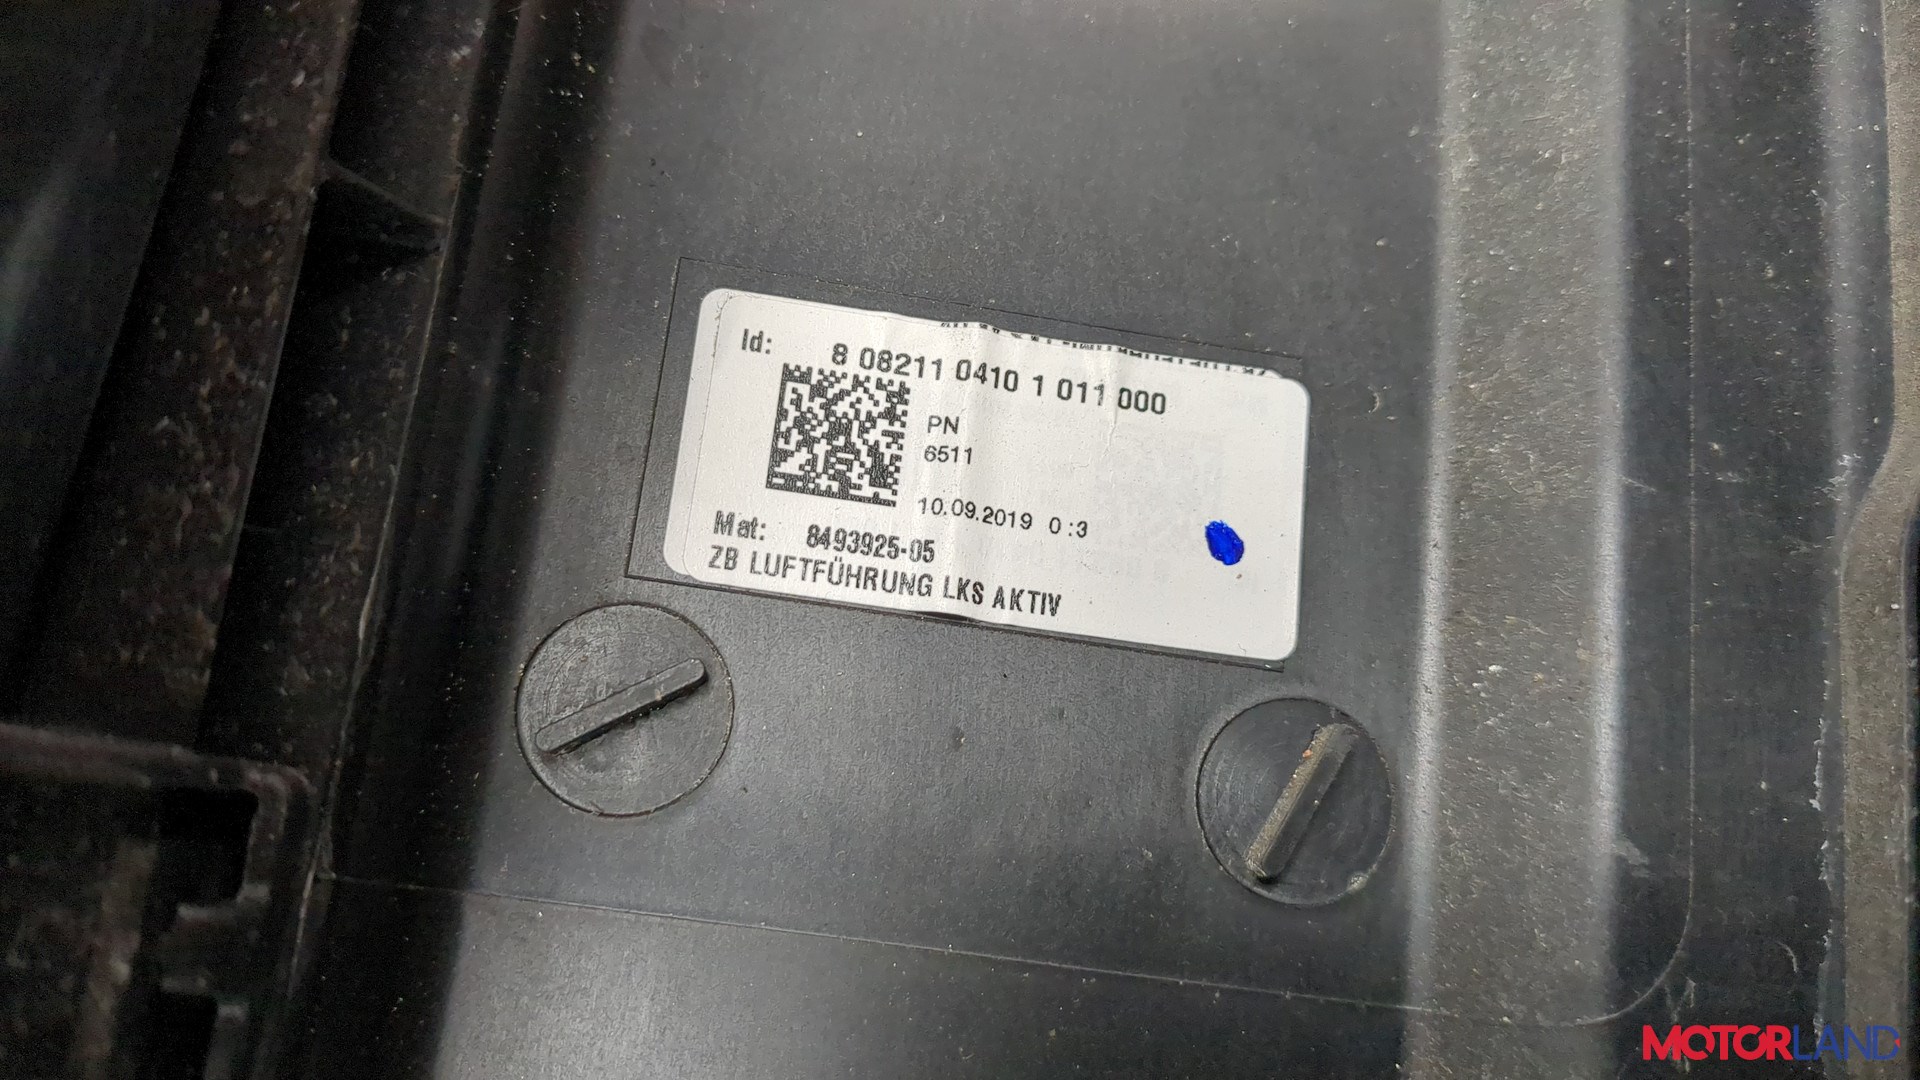 Id: 8 08211 0410 1 011 000
PN
6511
10.09.2019 0:3
Mat: 8493925-05
ZB LUFTFÜHRUNG LKS AKTIV
MOTORLAND